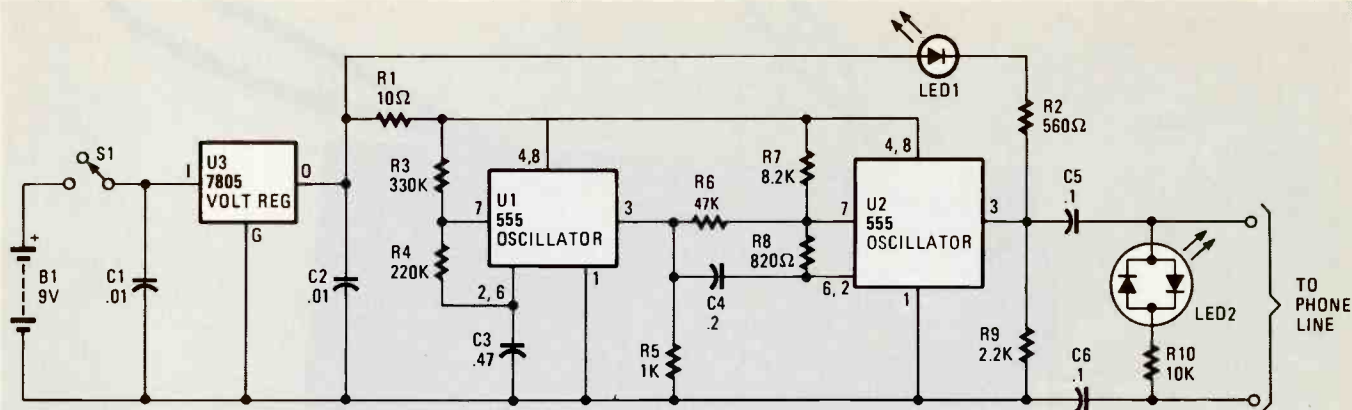 LED1
R1
10Ω
R2
560Ω
S1
U3
7805
VOLT REG
I
O
G
R3
330K
4,8
7
U1
555
OSCILLATOR
3
2, 6
1
R4
220K
R6
47K
R7
8.2K
R8
820Ω
4, 8
7
U2
555
OSCILLATOR
3
6, 2
1
C5
.1
+
B1
9V
C1
.01
C2
.01
C3
.47
C4
.2
R5
1K
R9
2.2K
C6
.1
LED2
R10
10K
TO
PHONE
LINE